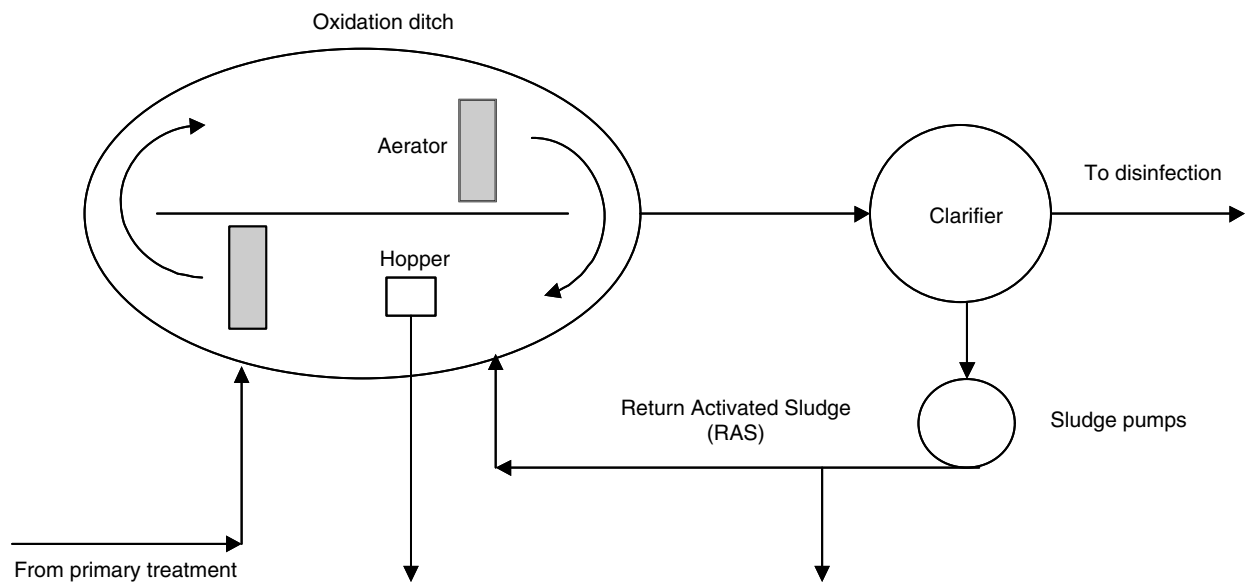 Oxidation ditch
Aerator
To disinfection
Clarifier
Hopper
Return Activated Sludge
(RAS)
Sludge pumps
From primary treatment